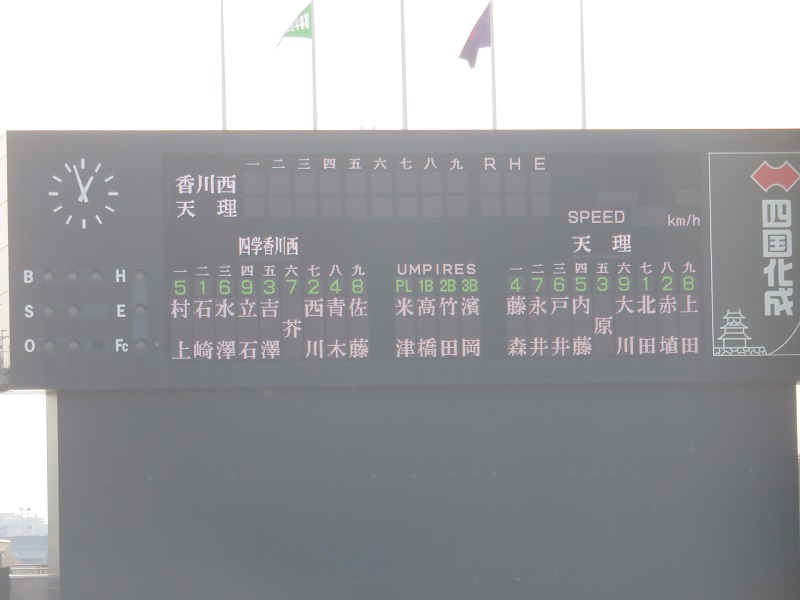 一 二 三 四 五 六 七 八 九 R H E
香川西
天 理
SPEED km/h
四国化成
四学香川西
天 理
B H
S E
O Fc
一 二 三 四 五 六 七 八 九
5 1 6 9 3 7 2 4 8
村 石 水 立 吉 芥 西 青 佐
上 崎 澤 石 澤 川 木 藤
UMPIRES
PL 1B 2B 3B
米 高 竹 濱
津 橋 田 岡
一 二 三 四 五 六 七 八 九
4 7 6 5 3 9 1 2 8
藤 永 戸 内 原 大 北 赤 上
森 井 井 藤 川 田 埴 田